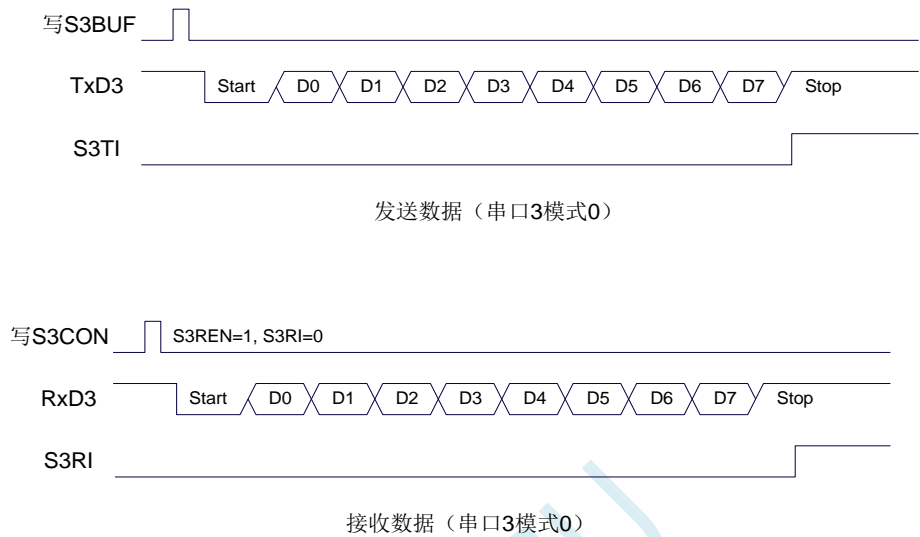 写S3BUF
TxD3 Start D0 D1 D2 D3 D4 D5 D6 D7 Stop
S3TI
发送数据（串口3模式0）
写S3CON S3REN=1, S3RI=0
RxD3 Start D0 D1 D2 D3 D4 D5 D6 D7 Stop
S3RI
接收数据（串口3模式0）